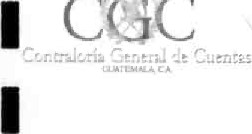 CGC
Contraloría General de Cuentas
GUATEMALA, C.A.